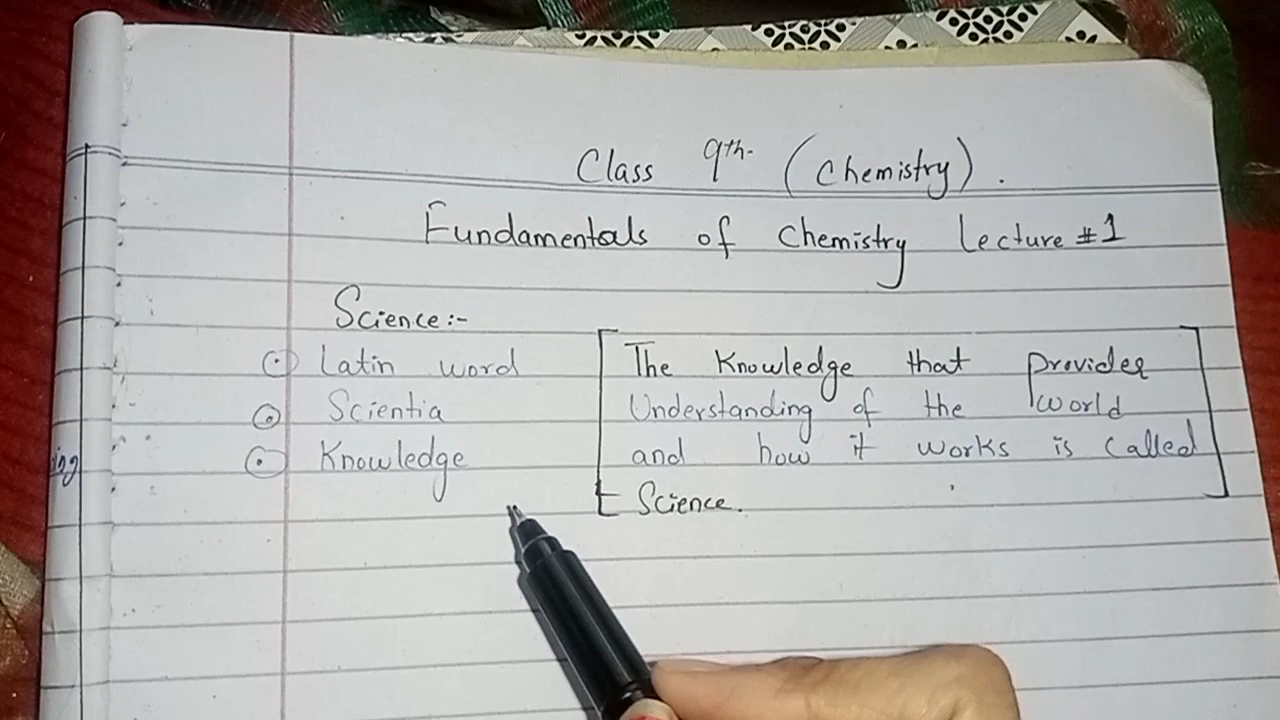 Class 9th. (Chemistry).
Fundamentals of Chemistry Lecture #1
Science:-
Latin word
Scientia
Knowledge
The Knowledge that provides
Understanding of the world
and how it works is called
Science.